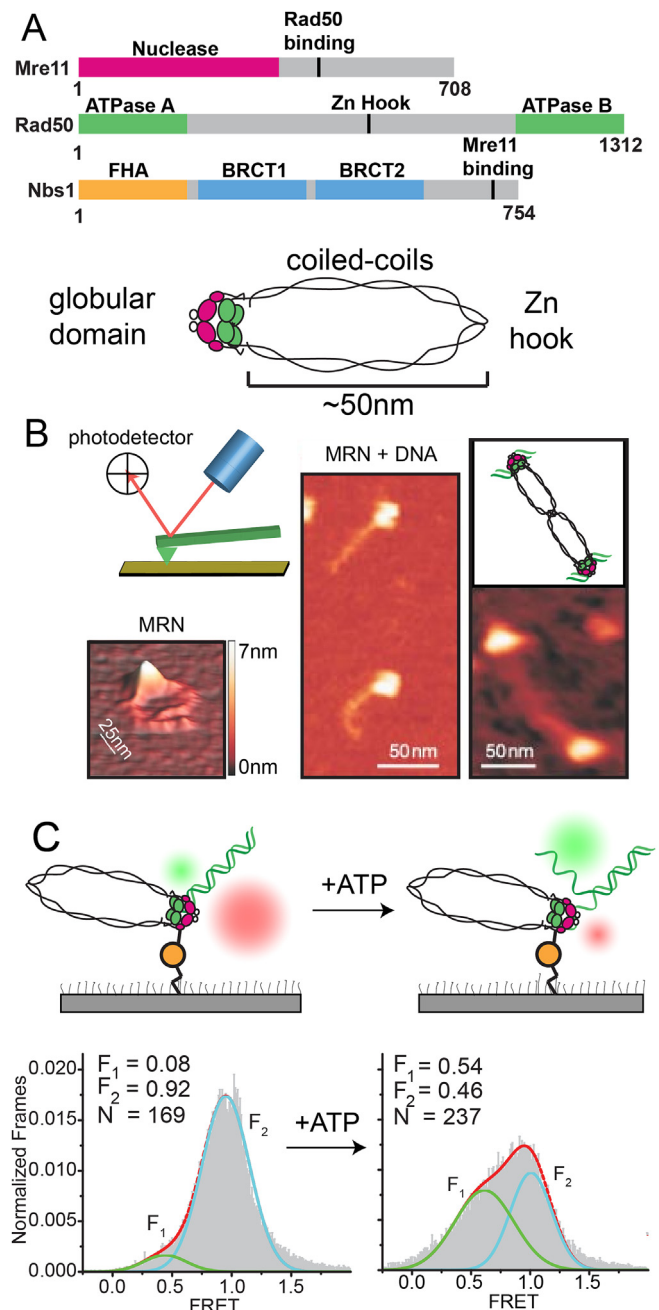 A
Nuclease
Rad50
binding
Mre11
1
708
ATPase A
Zn Hook
ATPase B
Rad50
1
1312
FHA
BRCT1
BRCT2
Mre11
binding
Nbs1
1
754
globular
domain
coiled-coils
Zn
hook
~50nm
B
photodetector
MRN
7nm
0nm
25nm
MRN + DNA
50nm
50nm
C
+ATP
Normalized Frames
0.020
0.015
0.010
0.005
0.000
F1 = 0.08
F2 = 0.92
N = 169
F1
F2
0.0 0.5 1.0 1.5
FRET
+ATP
F1 = 0.54
F2 = 0.46
N = 237
F1
F2
0.0 0.5 1.0 1.5
FRET